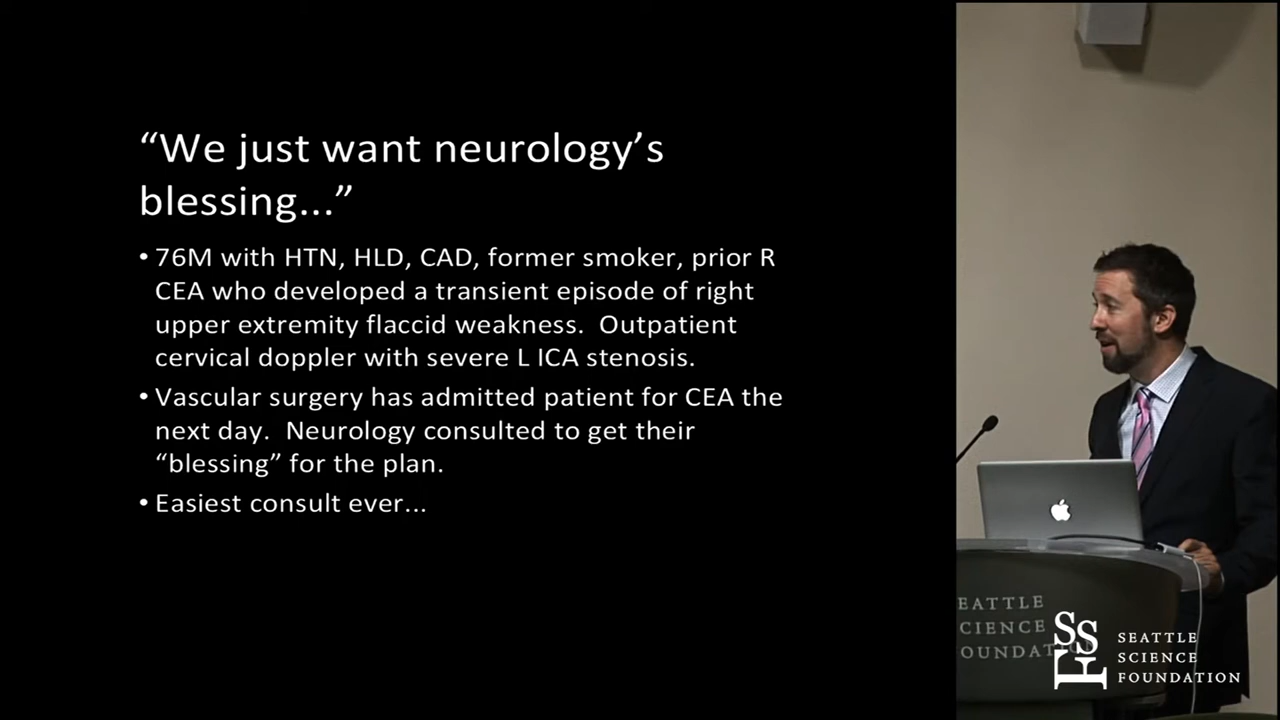 “We just want neurology’s
blessing...”
• 76M with HTN, HLD, CAD, former smoker, prior R
CEA who developed a transient episode of right
upper extremity flaccid weakness.  Outpatient
cervical doppler with severe L ICA stenosis.
• Vascular surgery has admitted patient for CEA the
next day.  Neurology consulted to get their
“blessing” for the plan.
• Easiest consult ever...
EATTLE
CIENCE
OUNDAT
SSF
SEATTLE
SCIENCE
FOUNDATION